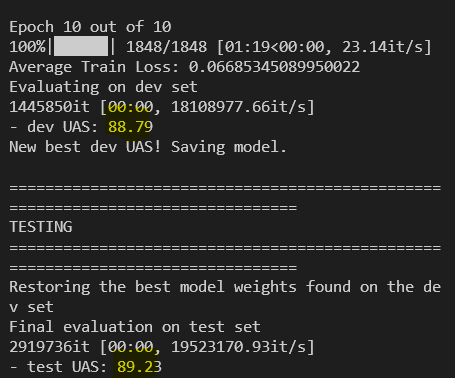 Epoch 10 out of 10
100%|██████| 1848/1848 [01:19<00:00, 23.14it/s]
Average Train Loss: 0.06685345089950022
Evaluating on dev set
1445850it [00:00, 18108977.66it/s]
- dev UAS: 88.79
New best dev UAS! Saving model.
================================================
================================
TESTING
================================================
================================
Restoring the best model weights found on the de
v set
Final evaluation on test set
2919736it [00:00, 19523170.93it/s]
- test UAS: 89.23